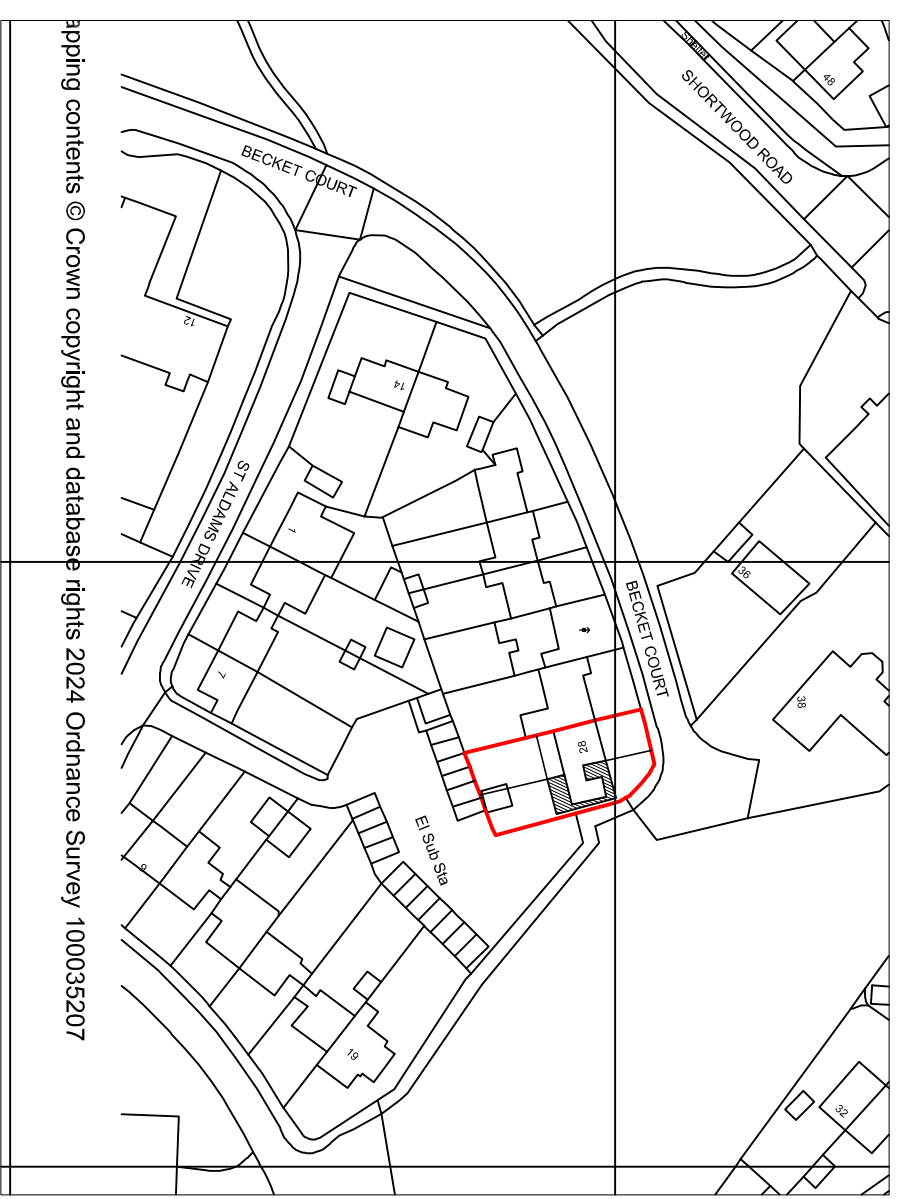 apping contents © Crown copyright and database rights 2024 Ordnance Survey 100035207
Shelter
48
SHORTWOOD ROAD
BECKET COURT
12
14
ST ALDAMS DRIVE
1
7
BECKET COURT
36
38
28
El Sub Sta
9
19
32